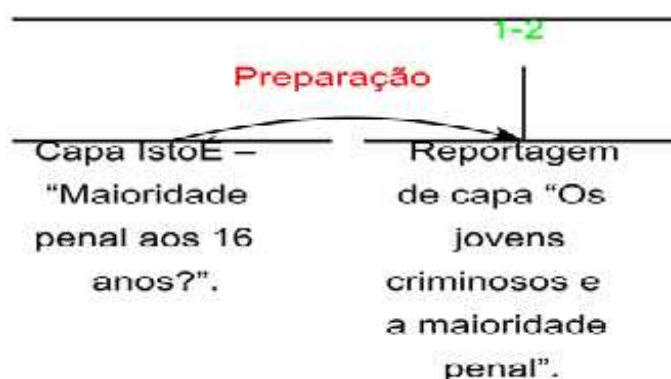 1-2
Preparação
Capa IstoÉ –
“Maioridade
penal aos 16
anos?”.
Reportagem
de capa “Os
jovens
criminosos e
a maioridade
penal”.